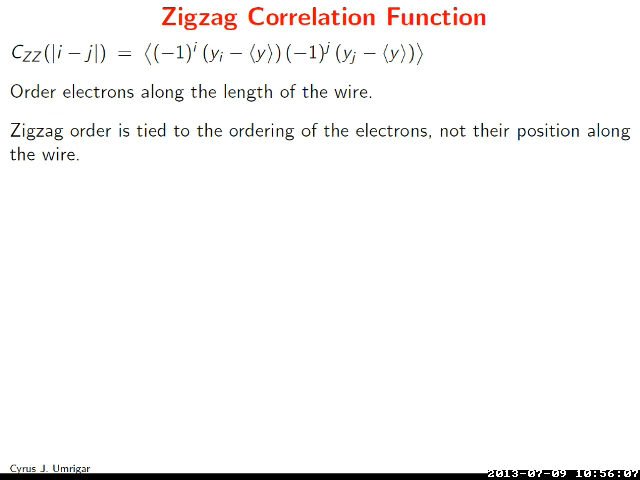 Zigzag Correlation Function
C_ZZ(|i − j|) = ⟨(−1)^i (y_i − ⟨y⟩) (−1)^j (y_j − ⟨y⟩)⟩
Order electrons along the length of the wire.
Zigzag order is tied to the ordering of the electrons, not their position along
the wire.
Cyrus J. Umrigar
2013-07-09 10:56:07